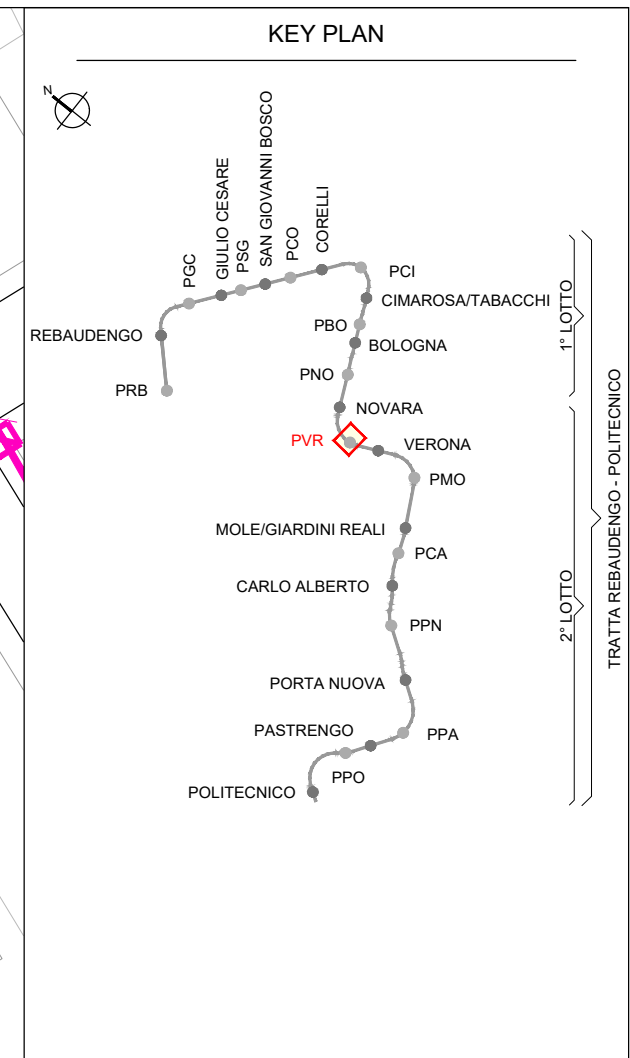 KEY PLAN
N
PGC
GIULIO CESARE
PSG
SAN GIOVANNI BOSCO
PCO
CORELLI
PCI
CIMAROSA/TABACCHI
REBAUDENGO
PBO
BOLOGNA
PRB
PNO
NOVARA
PVR
VERONA
PMO
MOLE/GIARDINI REALI
PCA
CARLO ALBERTO
PPN
PORTA NUOVA
PASTRENGO
PPA
PPO
POLITECNICO
1° LOTTO
2° LOTTO
TRATTA REBAUDENGO - POLITECNICO